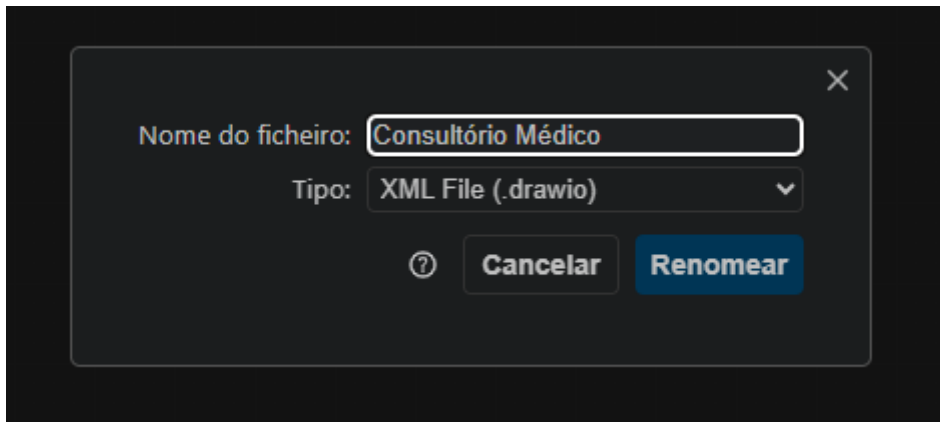 Nome do ficheiro: Consultório Médico
Tipo: XML File (.drawio)
Cancelar Renomear